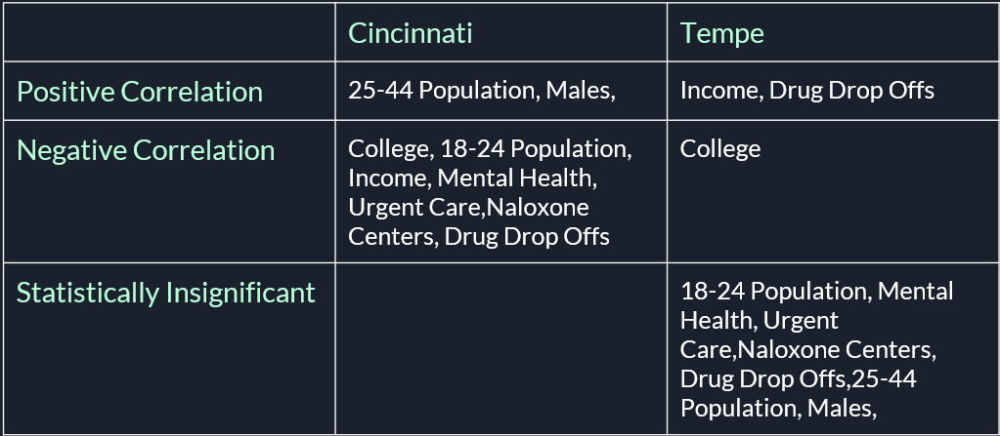 Cincinnati
Tempe
Positive Correlation
25-44 Population, Males,
Income, Drug Drop Offs
Negative Correlation
College, 18-24 Population,
Income, Mental Health,
Urgent Care,Naloxone
Centers, Drug Drop Offs
College
Statistically Insignificant
18-24 Population, Mental
Health, Urgent
Care,Naloxone Centers,
Drug Drop Offs,25-44
Population, Males,